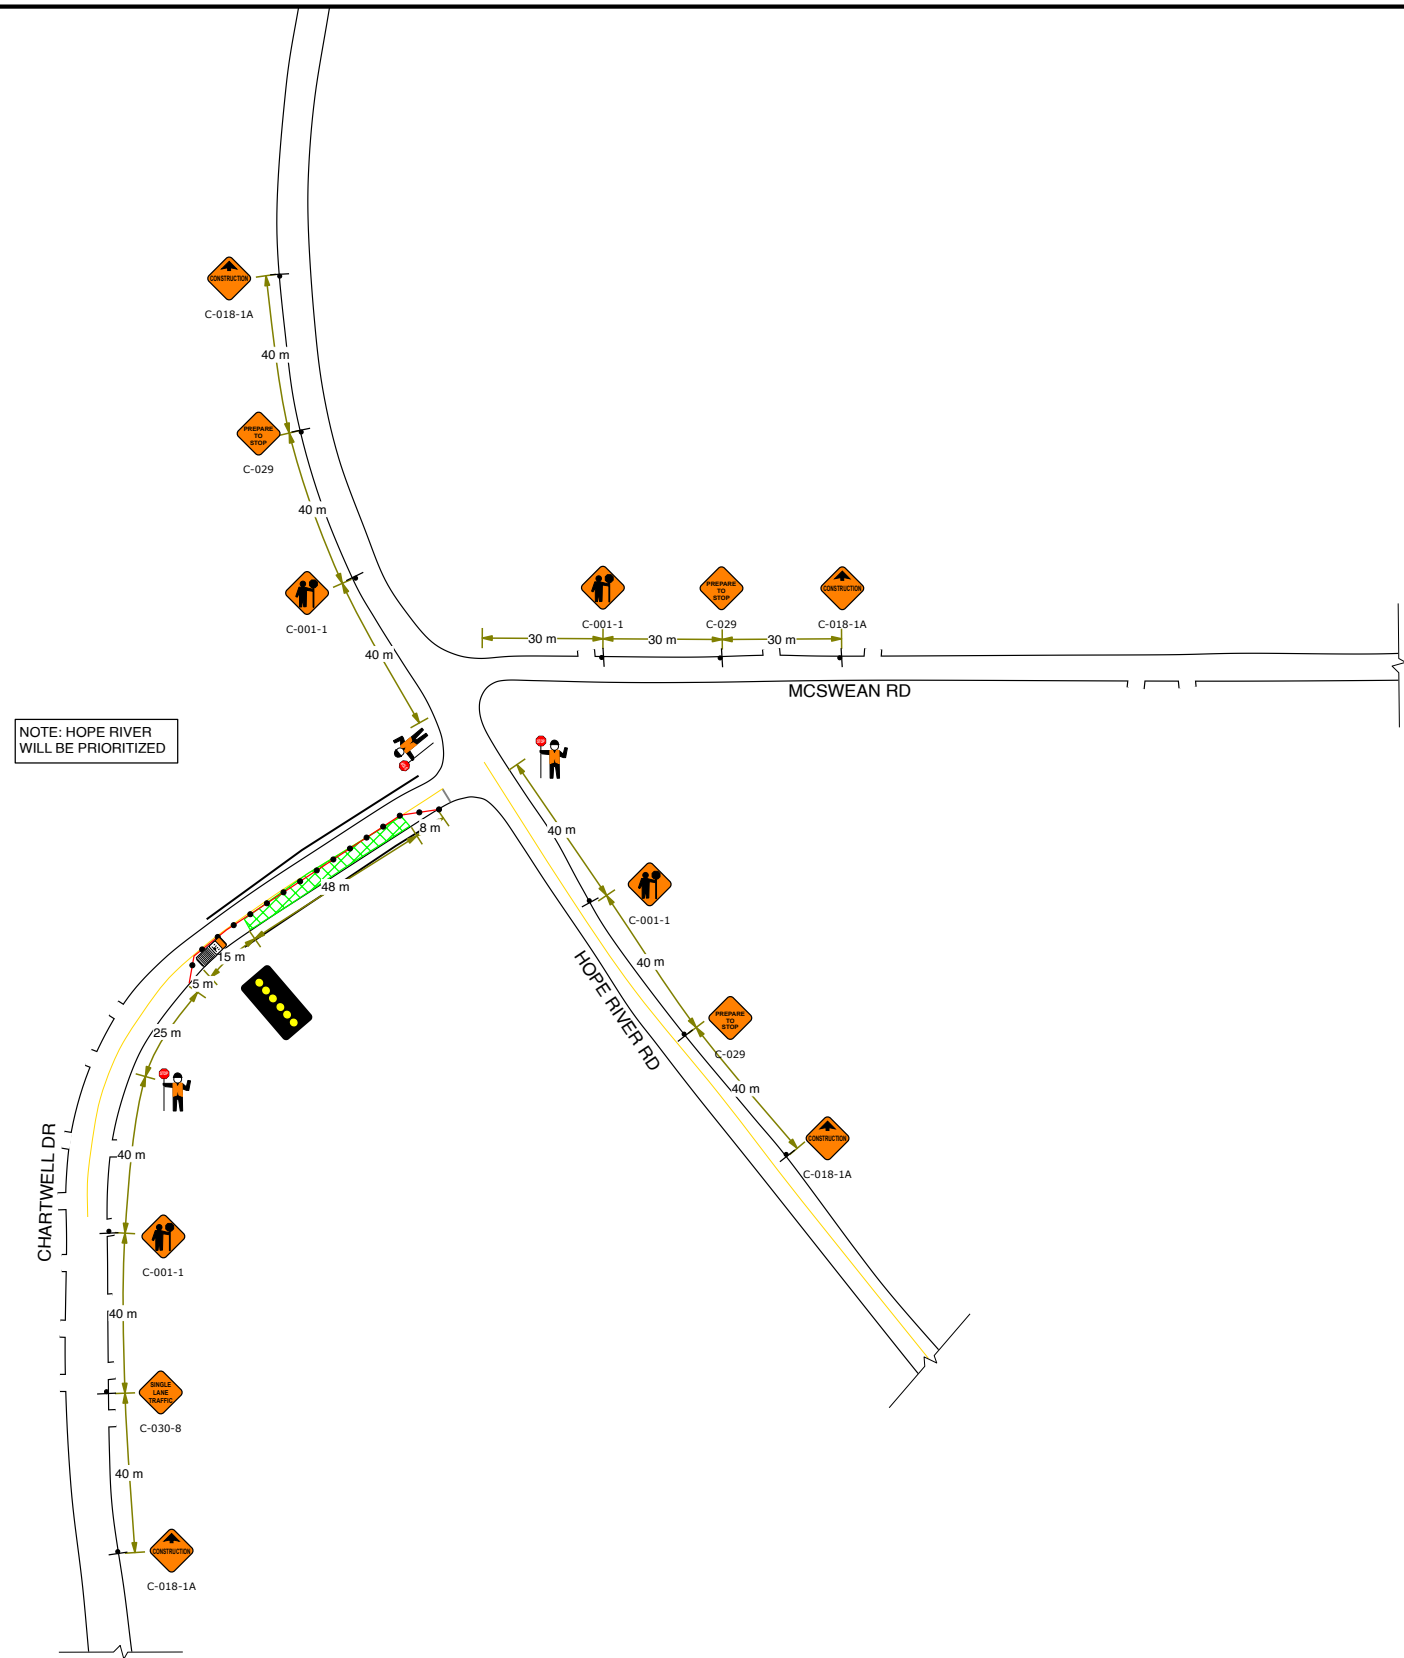 CONSTRUCTION
C-018-1A
40 m
PREPARE
TO
STOP
C-029
40 m
C-001-1
40 m
C-001-1
PREPARE
TO
STOP
C-029
CONSTRUCTION
C-018-1A
30 m
30 m
30 m
MCSWEAN RD
NOTE: HOPE RIVER
WILL BE PRIORITIZED
STOP
40 m
C-001-1
40 m
HOPE RIVER RD
PREPARE
TO
STOP
C-029
40 m
CONSTRUCTION
C-018-1A
8 m
48 m
15 m
5 m
25 m
STOP
CHARTWELL DR
40 m
C-001-1
40 m
SINGLE
LANE
TRAFFIC
C-030-8
40 m
CONSTRUCTION
C-018-1A